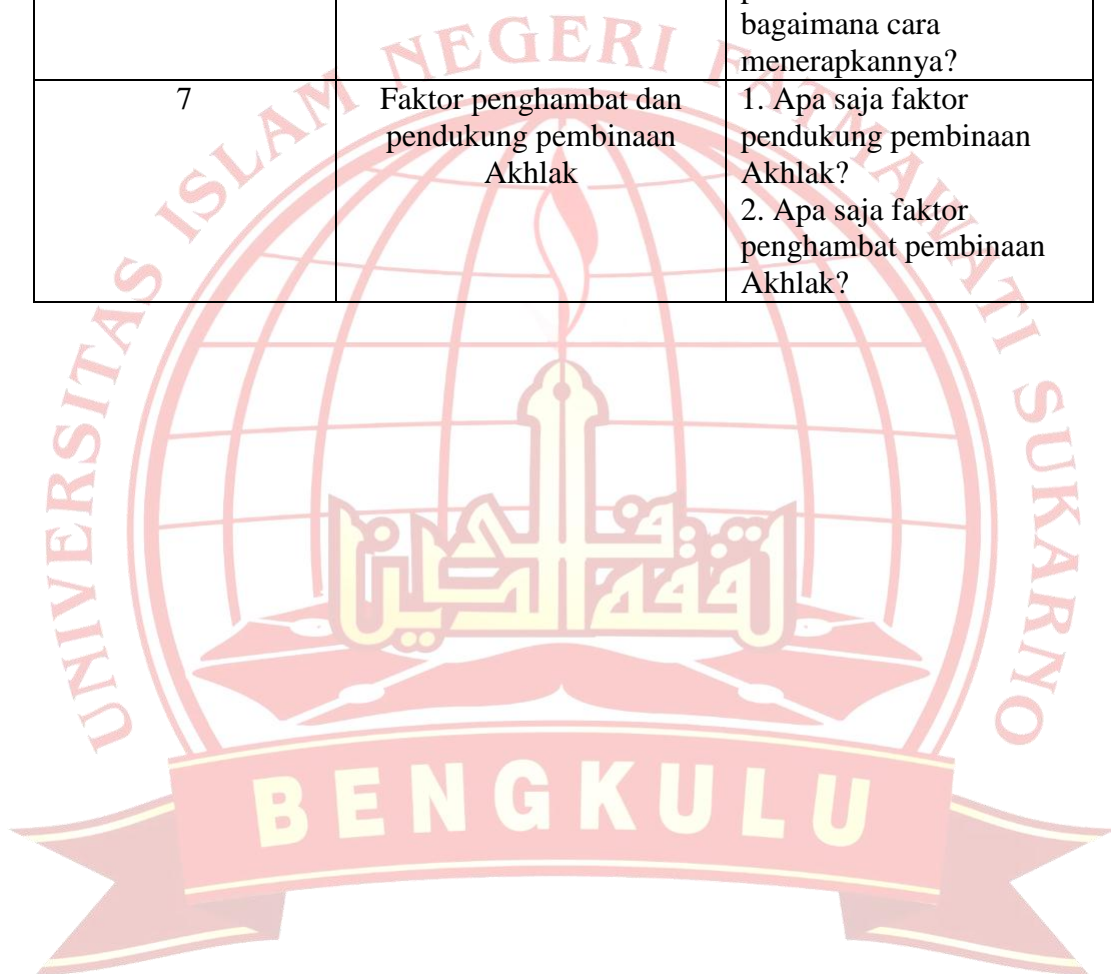 bagaimana cara
menerapkannya?
7
Faktor penghambat dan
pendukung pembinaan
Akhlak
1. Apa saja faktor
pendukung pembinaan
Akhlak?
2. Apa saja faktor
penghambat pembinaan
Akhlak?
UNIVERSITAS ISLAM NEGERI FATMAWATI SUKARNO
BENGKULU